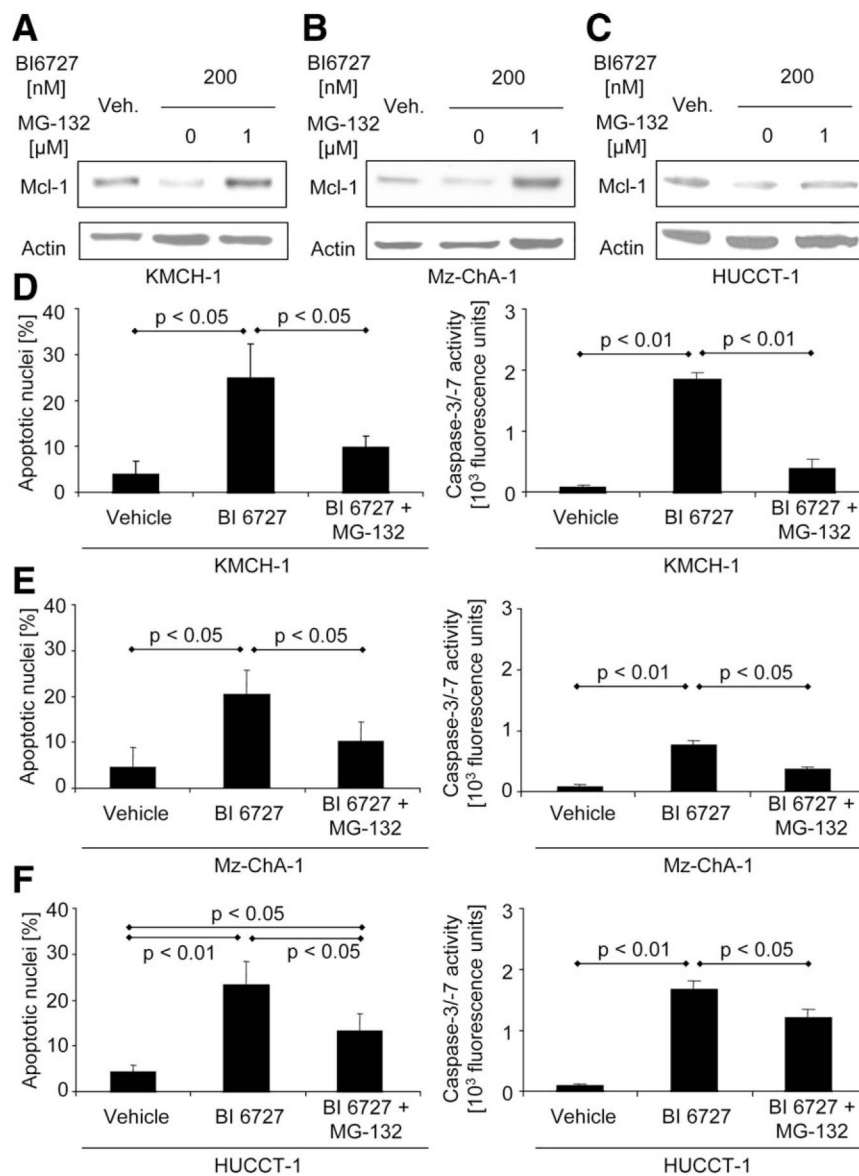 A
BI6727
[nM]
Veh.
200
MG-132
[µM]
0
1
Mcl-1
Actin
KMCH-1
B
BI6727
[nM]
Veh.
200
MG-132
[µM]
0
1
Mcl-1
Actin
Mz-ChA-1
C
BI6727
[nM]
Veh.
200
MG-132
[µM]
0
1
Mcl-1
Actin
HUCCT-1
D
Apoptotic nuclei [%]
40
30
20
10
0
p < 0.05
p < 0.05
Vehicle
BI 6727
BI 6727 +
MG-132
KMCH-1
Caspase-3/-7 activity
[10³ fluorescence units]
3
2
1
0
p < 0.01
p < 0.01
Vehicle
BI 6727
BI 6727 +
MG-132
KMCH-1
E
Apoptotic nuclei [%]
40
30
20
10
0
p < 0.05
p < 0.05
Vehicle
BI 6727
BI 6727 +
MG-132
Mz-ChA-1
Caspase-3/-7 activity
[10³ fluorescence units]
3
2
1
0
p < 0.01
p < 0.05
Vehicle
BI 6727
BI 6727 +
MG-132
Mz-ChA-1
F
Apoptotic nuclei [%]
40
30
20
10
0
p < 0.05
p < 0.01
p < 0.05
Vehicle
BI 6727
BI 6727 +
MG-132
HUCCT-1
Caspase-3/-7 activity
[10³ fluorescence units]
3
2
1
0
p < 0.01
p < 0.05
Vehicle
BI 6727
BI 6727 +
MG-132
HUCCT-1